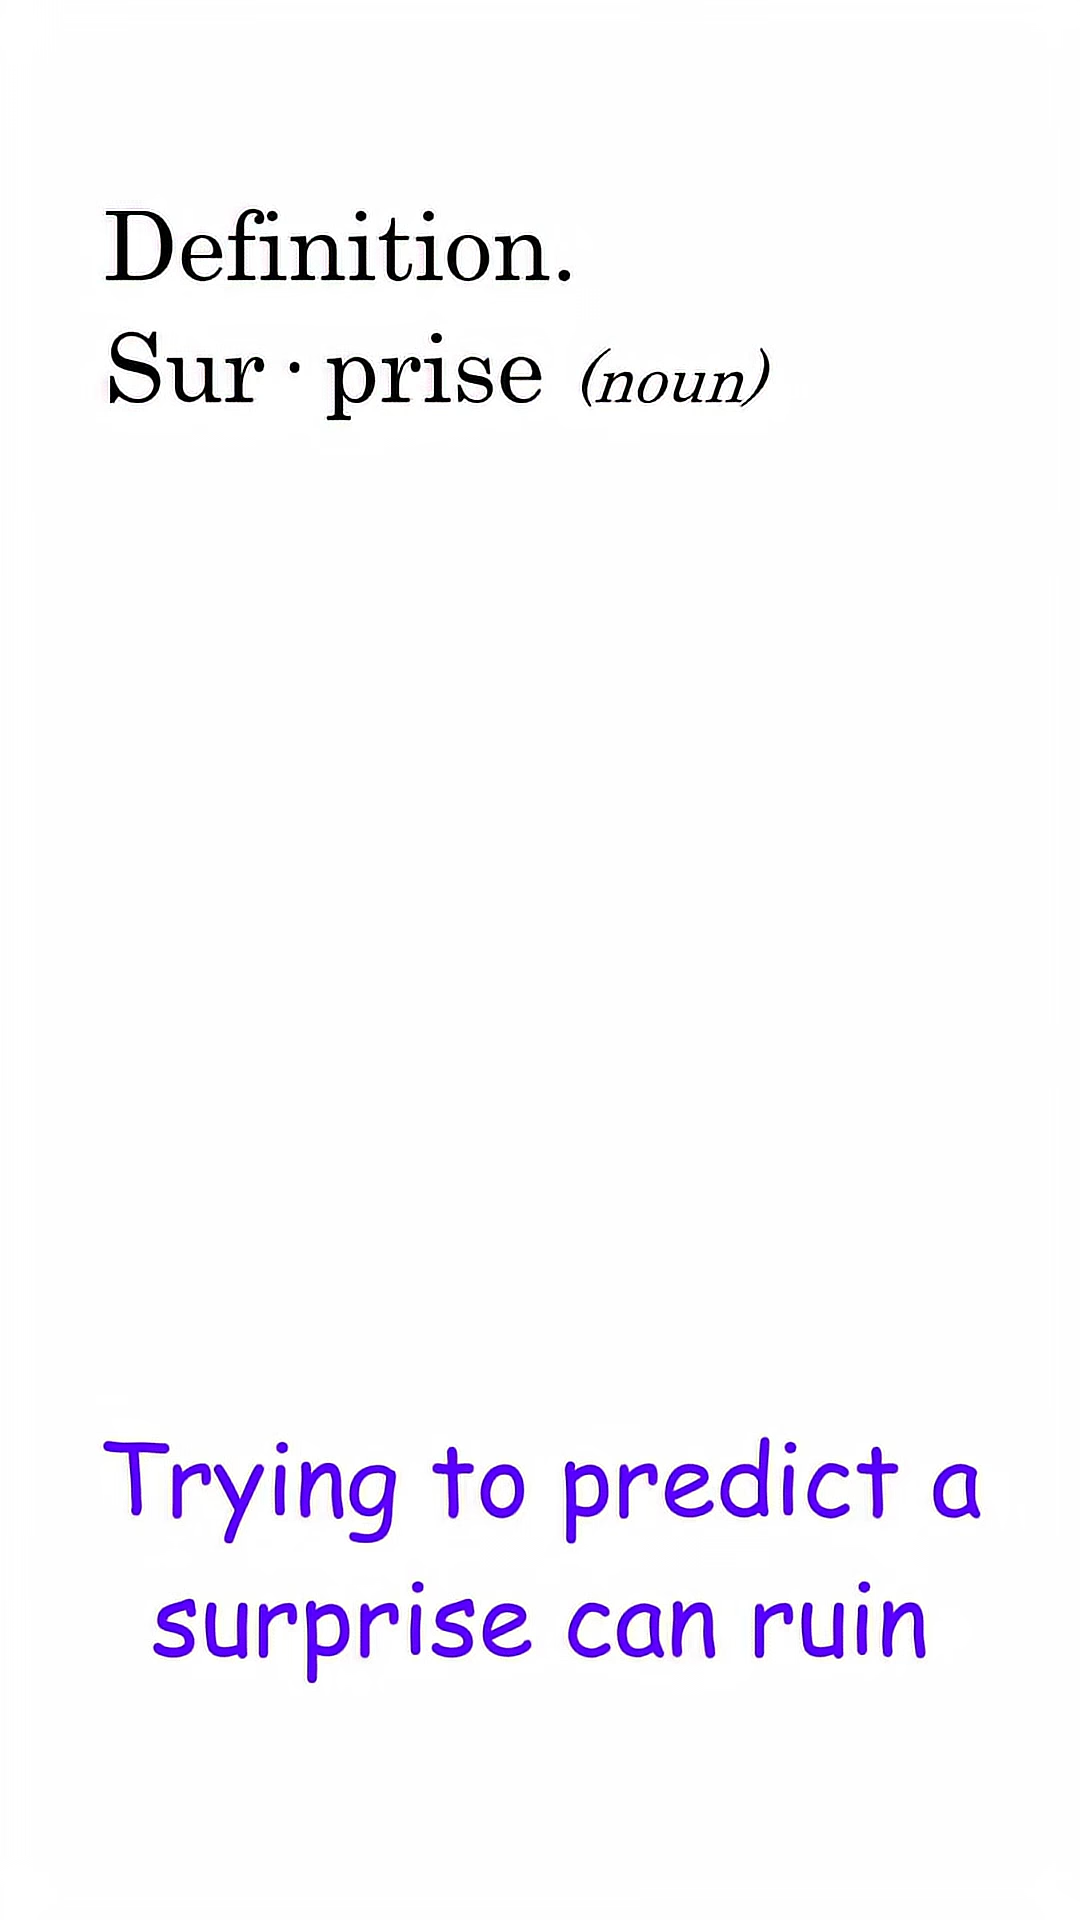 Definition.
Sur·prise (noun)
Trying to predict a
surprise can ruin